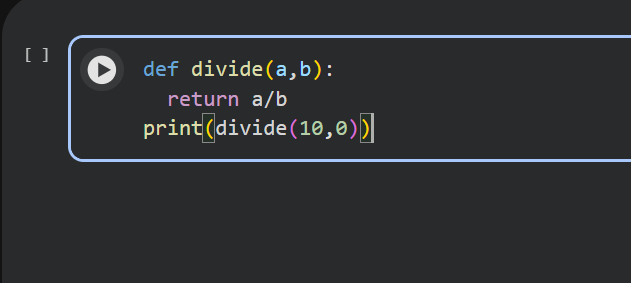 [ ]
def divide(a,b):
  return a/b
print(divide(10,0))